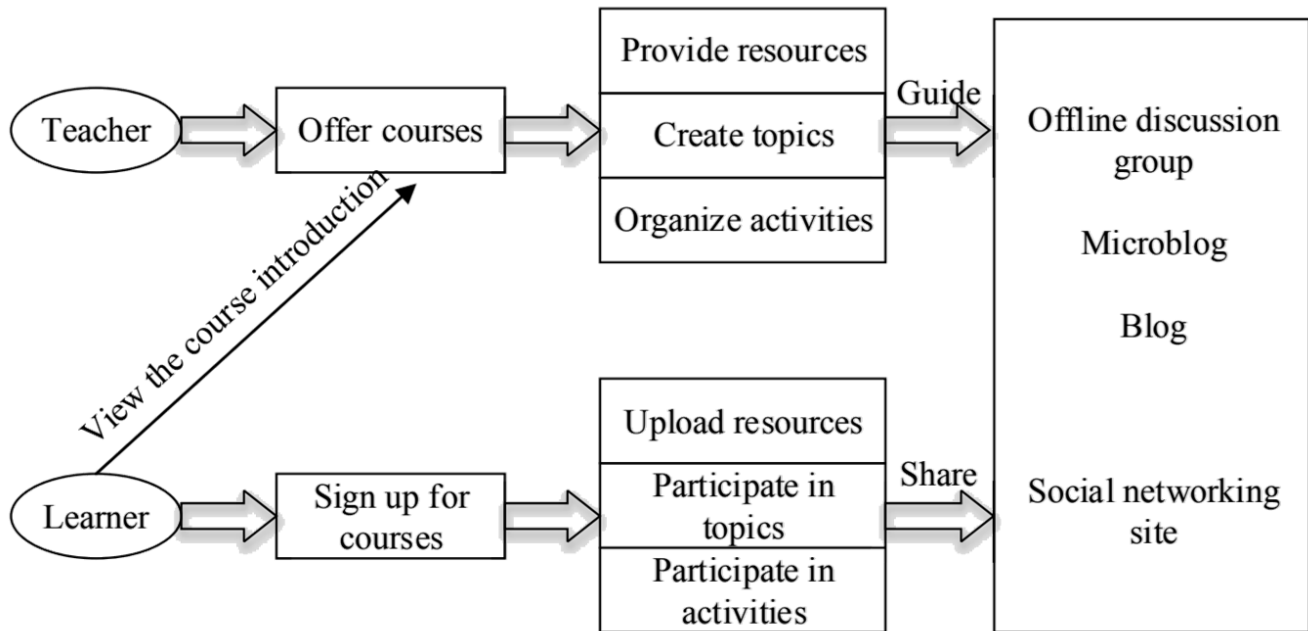 Teacher
Offer courses
Provide resources
Create topics
Organize activities
Guide
Offline discussion
group
Microblog
Blog
Social networking
site
View the course introduction
Learner
Sign up for
courses
Upload resources
Participate in
topics
Participate in
activities
Share